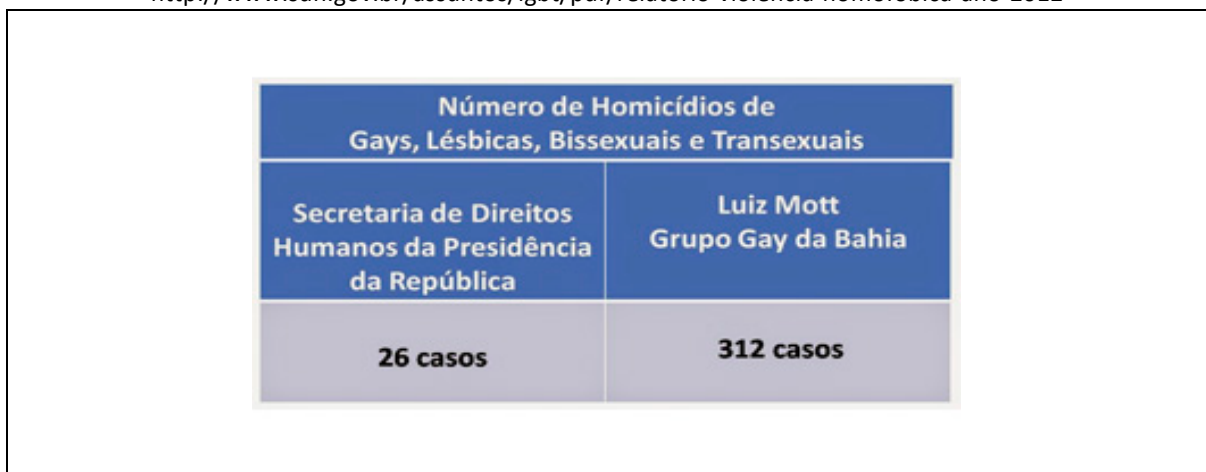 Número de Homicídios de
Gays, Lésbicas, Bissexuais e Transexuais
Secretaria de Direitos
Humanos da Presidência
da República
Luiz Mott
Grupo Gay da Bahia
26 casos
312 casos